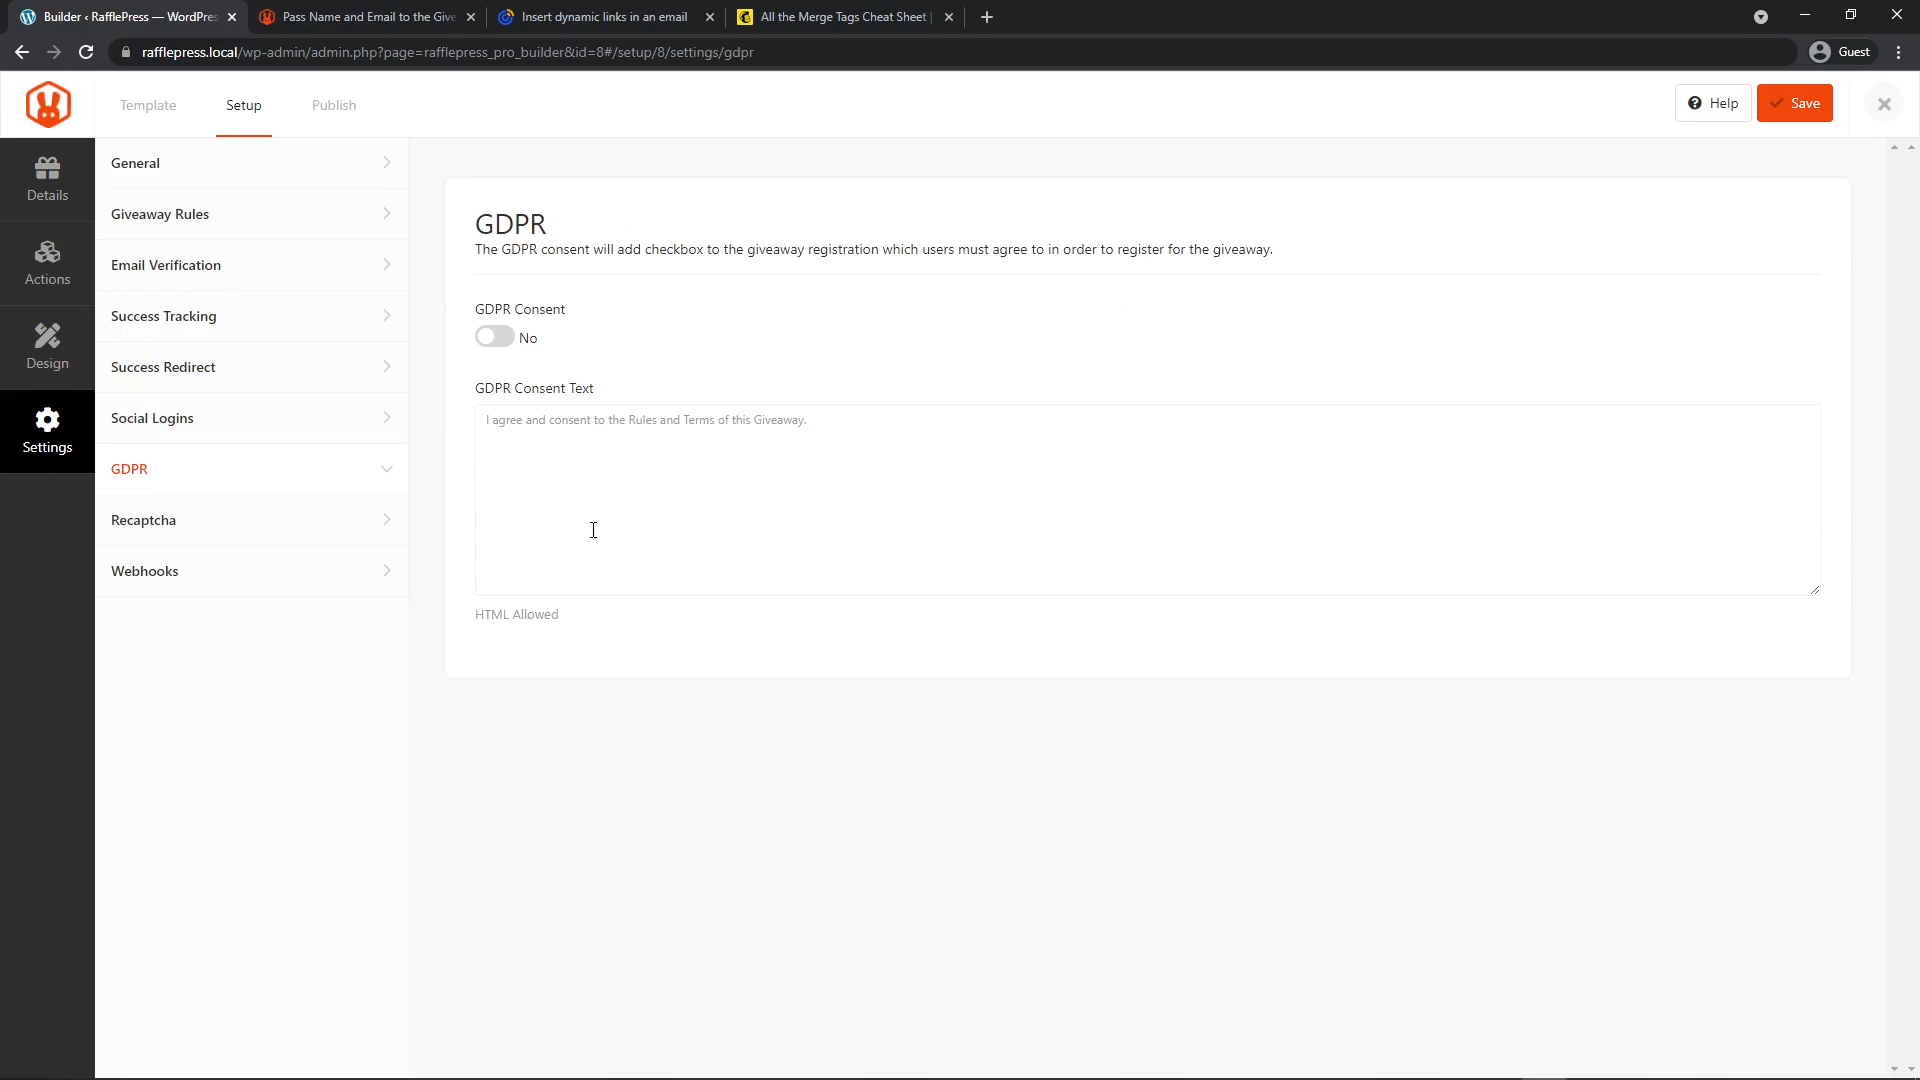 Builder ‹ RafflePress — WordPres
Pass Name and Email to the Give
Insert dynamic links in an email
All the Merge Tags Cheat Sheet |
rafflepress.local/wp-admin/admin.php?page=rafflepress_pro_builder&id=8#/setup/8/settings/gdpr
Guest
Template
Setup
Publish
Help
Save
Details
Actions
Design
Settings
General
Giveaway Rules
Email Verification
Success Tracking
Success Redirect
Social Logins
GDPR
Recaptcha
Webhooks
GDPR
The GDPR consent will add checkbox to the giveaway registration which users must agree to in order to register for the giveaway.
GDPR Consent
No
GDPR Consent Text
I agree and consent to the Rules and Terms of this Giveaway.
HTML Allowed